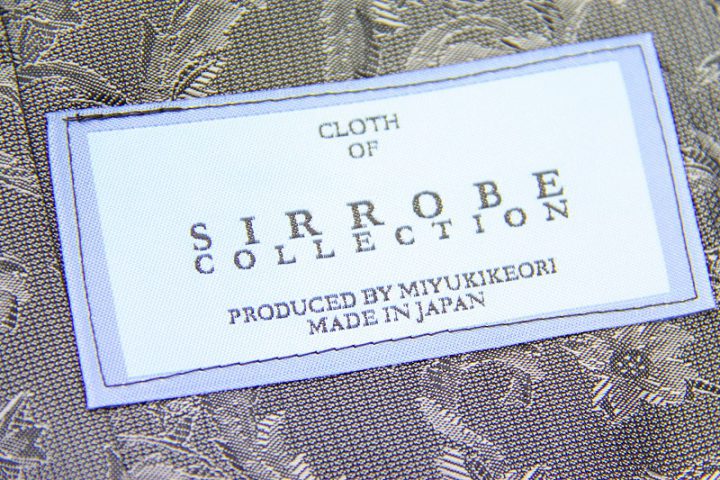 CLOTH
OF
SIRROBE
COLLECTION
PRODUCED BY MIYUKIKEORI
MADE IN JAPAN